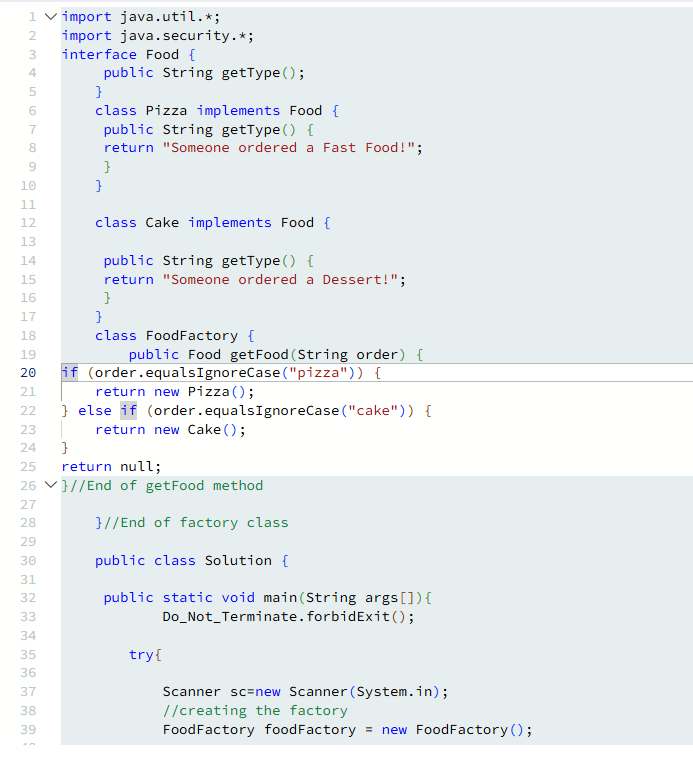 1 import java.util.*;
2 import java.security.*;
3 interface Food {
4 public String getType();
5 }
6 class Pizza implements Food {
7 public String getType() {
8 return "Someone ordered a Fast Food!";
9 }
10 }
11
12 class Cake implements Food {
13
14 public String getType() {
15 return "Someone ordered a Dessert!";
16 }
17 }
18 class FoodFactory {
19 public Food getFood(String order) {
20 if (order.equalsIgnoreCase("pizza")) {
21 return new Pizza();
22 } else if (order.equalsIgnoreCase("cake")) {
23 return new Cake();
24 }
25 return null;
26 }//End of getFood method
27
28 }//End of factory class
29
30 public class Solution {
31
32 public static void main(String args[]){
33 Do_Not_Terminate.forbidExit();
34
35 try{
36
37 Scanner sc=new Scanner(System.in);
38 //creating the factory
39 FoodFactory foodFactory = new FoodFactory();